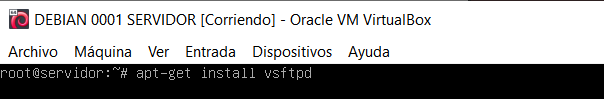 DEBIAN 0001 SERVIDOR [Corriendo] - Oracle VM VirtualBox
Archivo Máquina Ver Entrada Dispositivos Ayuda
root@servidor:~# apt-get install vsftpd